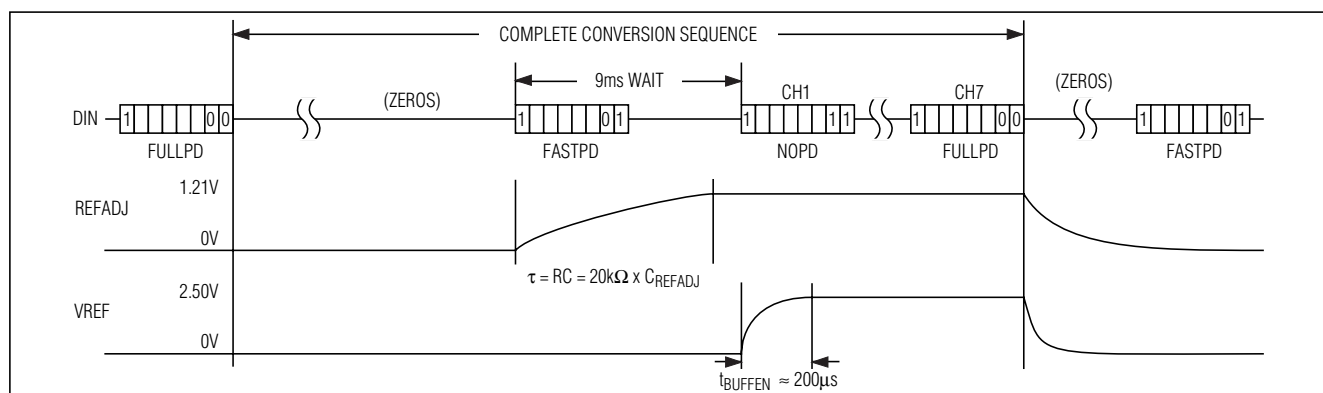 COMPLETE CONVERSION SEQUENCE
9ms WAIT
(ZEROS)
CH1
CH7
(ZEROS)
DIN
1 0 0
1 0 1
1 1 1
1 0 0
1 0 1
FULLPD
FASTPD
NOPD
FULLPD
FASTPD
1.21V
REFADJ
0V
τ = RC = 20kΩ x CREFADJ
2.50V
VREF
0V
tBUFFEN ≈ 200μs